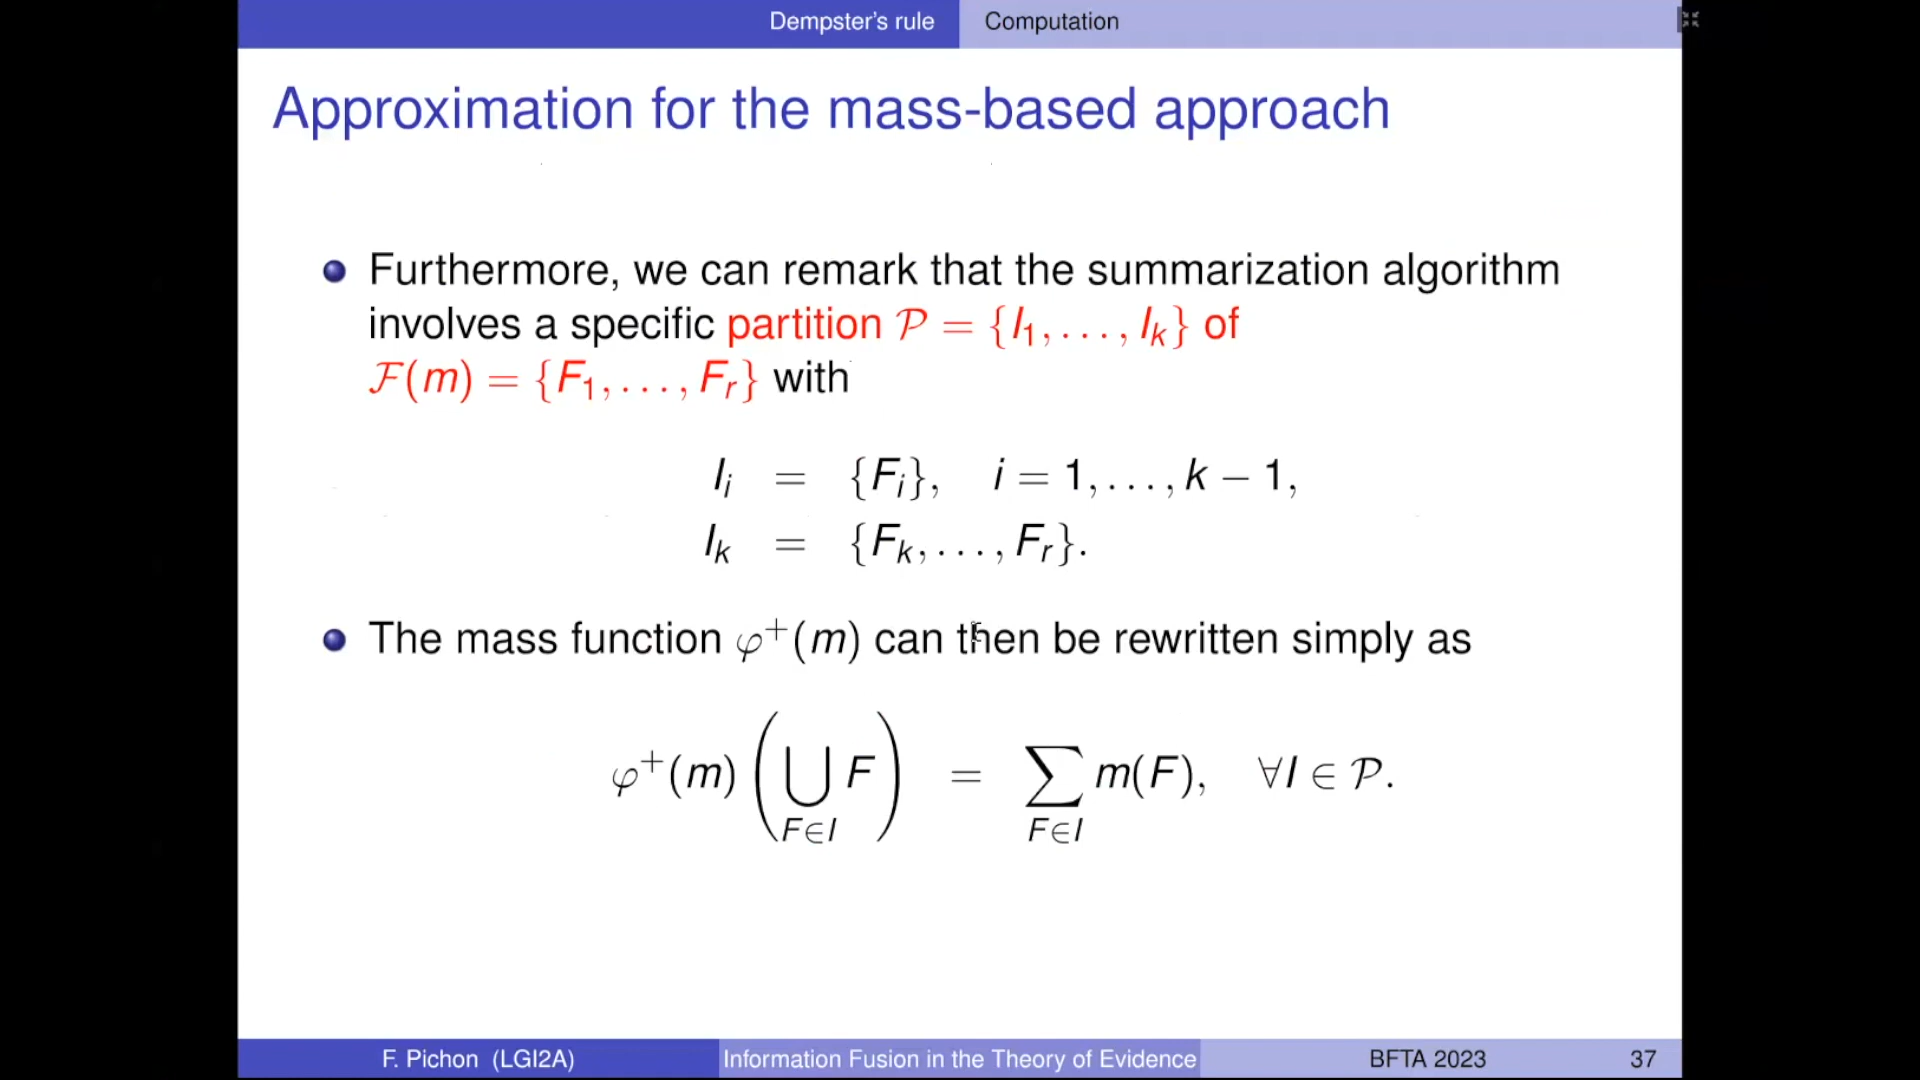 Dempster's rule Computation
Approximation for the mass-based approach
Furthermore, we can remark that the summarization algorithm
involves a specific partition 𝒫 = {I₁, . . . , Iₖ} of
ℱ(m) = {F₁, . . . , Fᵣ} with
Iᵢ = {Fᵢ}, i = 1, . . . , k − 1,
Iₖ = {Fₖ, . . . , Fᵣ}.
The mass function φ⁺(m) can then be rewritten simply as
φ⁺(m) (⋃_{F∈I} F) = ∑_{F∈I} m(F), ∀I ∈ 𝒫.
F. Pichon (LGI2A) Information Fusion in the Theory of Evidence BFTA 2023 37